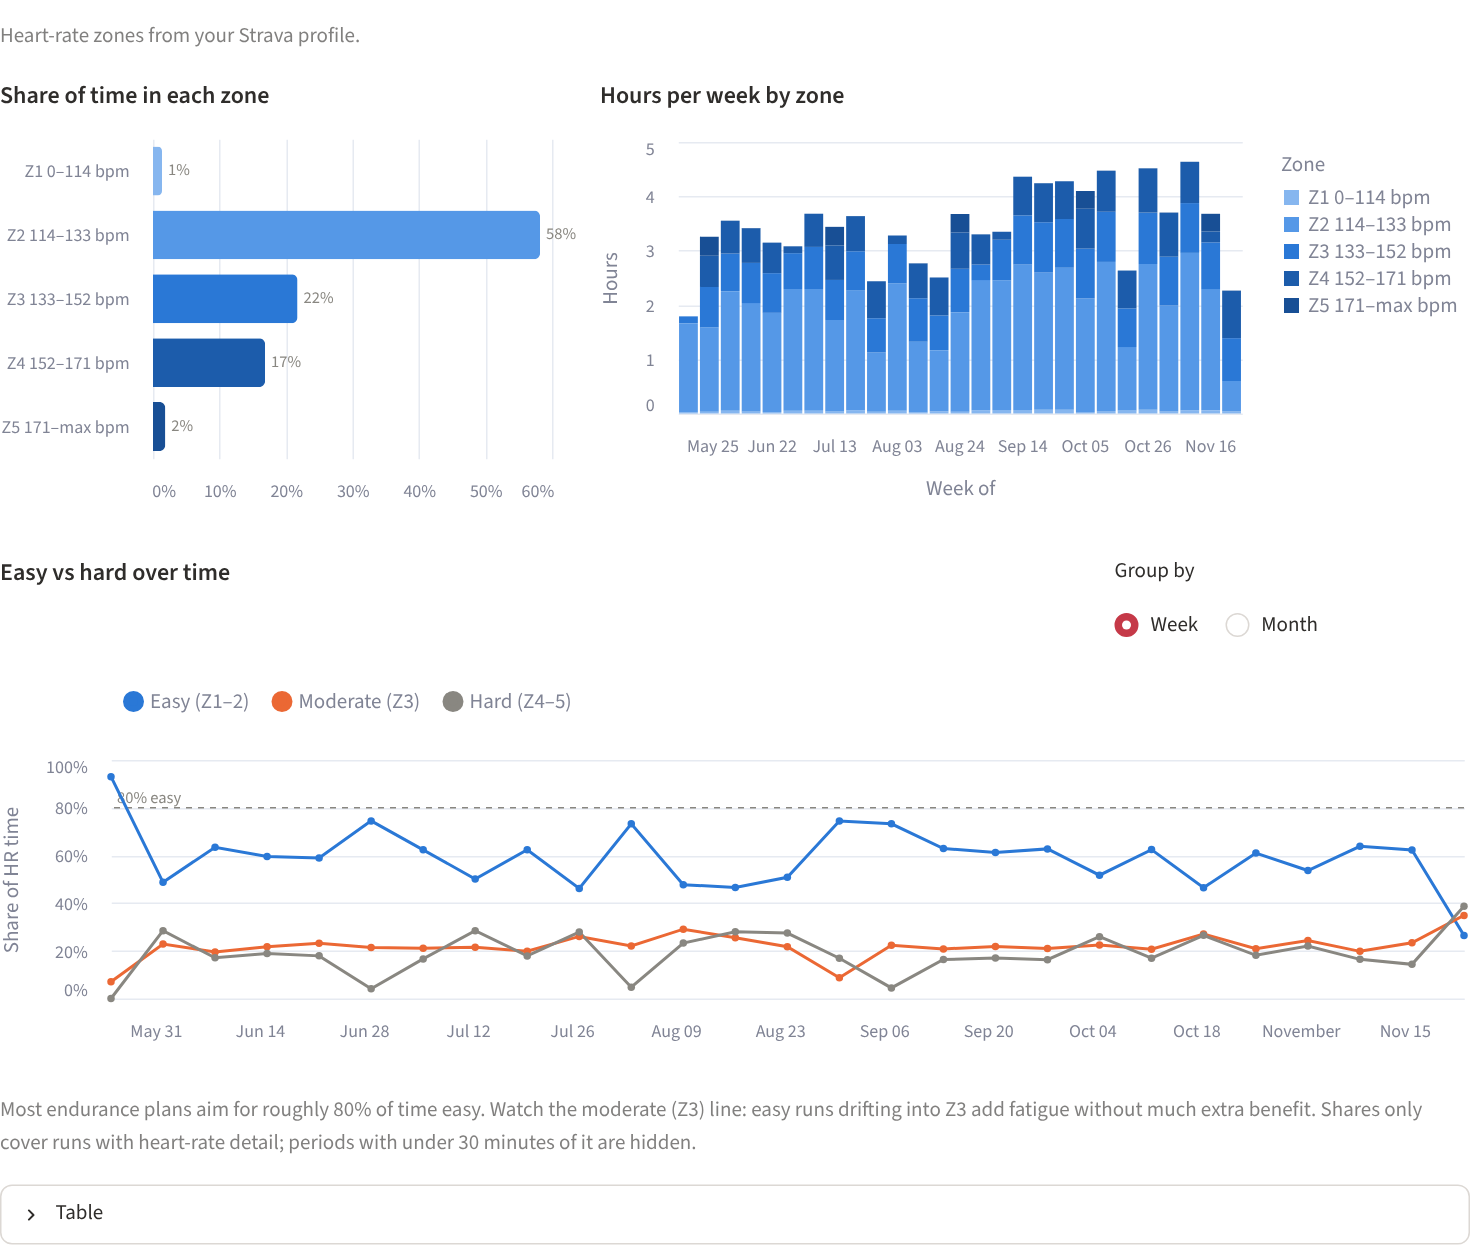 Heart-rate zones from your Strava profile.
Share of time in each zone
Z1 0–114 bpm
1%
Z2 114–133 bpm
58%
Z3 133–152 bpm
22%
Z4 152–171 bpm
17%
Z5 171–max bpm
2%
0% 10% 20% 30% 40% 50% 60%
Hours per week by zone
Hours
5
4
3
2
1
0
May 25 Jun 22 Jul 13 Aug 03 Aug 24 Sep 14 Oct 05 Oct 26 Nov 16
Week of
Zone
Z1 0–114 bpm
Z2 114–133 bpm
Z3 133–152 bpm
Z4 152–171 bpm
Z5 171–max bpm
Easy vs hard over time
Group by
Week Month
Easy (Z1–2) Moderate (Z3) Hard (Z4–5)
Share of HR time
100%
80% easy
80%
60%
40%
20%
0%
May 31 Jun 14 Jun 28 Jul 12 Jul 26 Aug 09 Aug 23 Sep 06 Sep 20 Oct 04 Oct 18 November Nov 15
Most endurance plans aim for roughly 80% of time easy. Watch the moderate (Z3) line: easy runs drifting into Z3 add fatigue without much extra benefit. Shares only
cover runs with heart-rate detail; periods with under 30 minutes of it are hidden.
Table